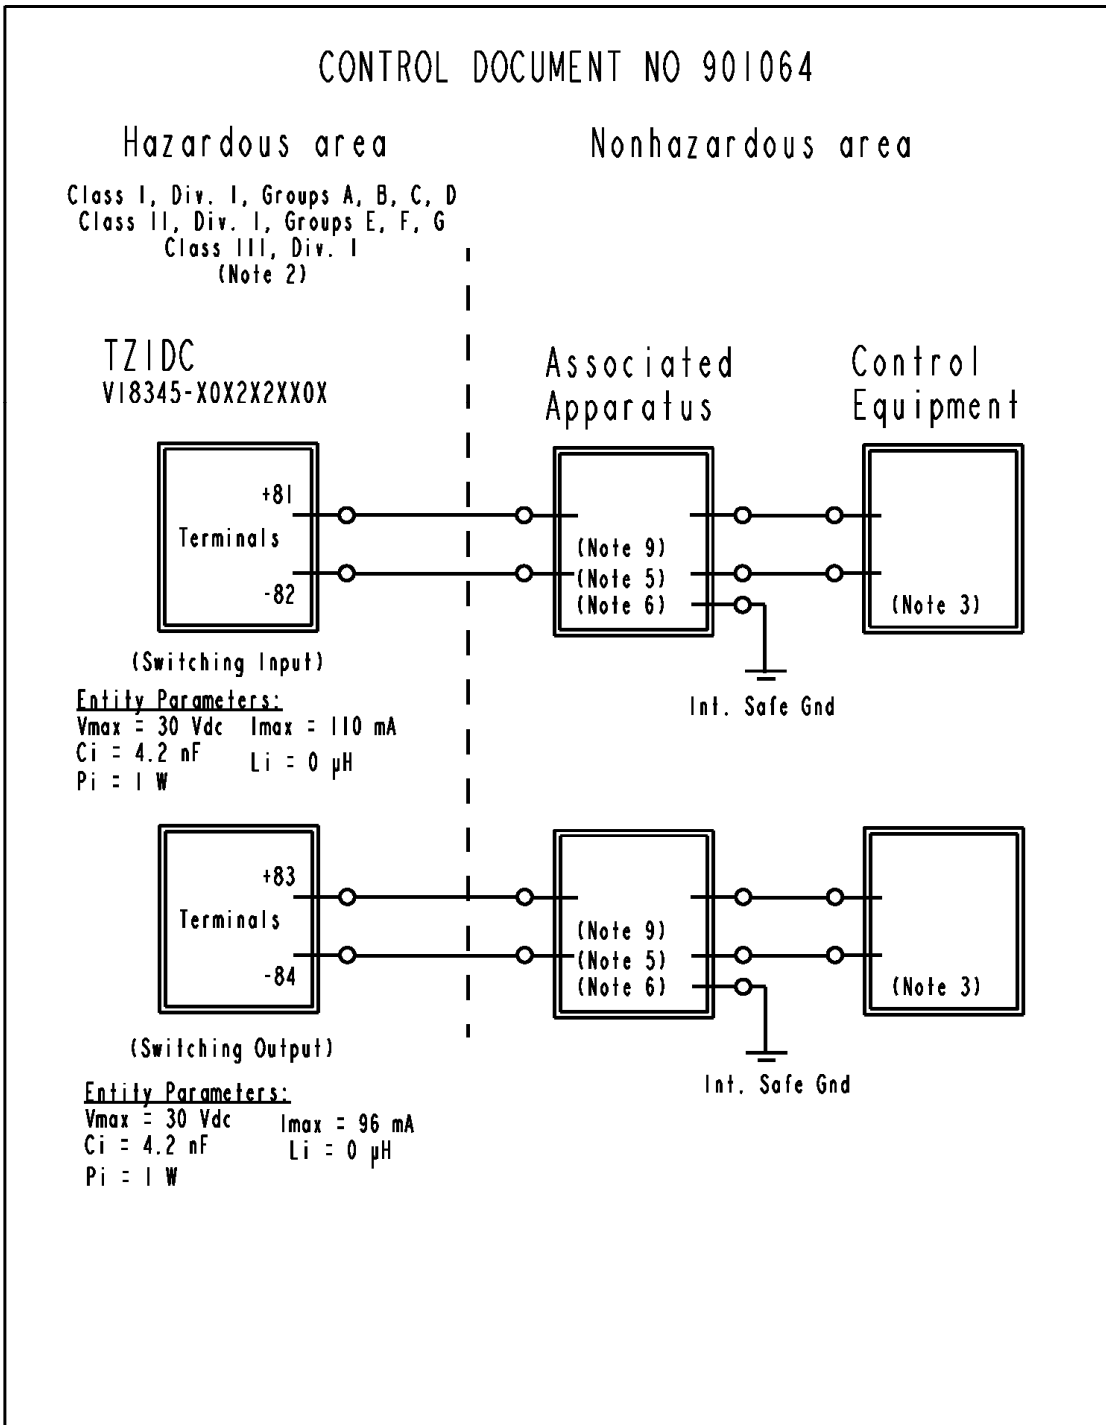 CONTROL DOCUMENT NO 901064
Hazardous area
Nonhazardous area
Class I, Div. I, Groups A, B, C, D
Class II, Div. I, Groups E, F, G
Class III, Div. I
(Note 2)
TZIDC
V18345-X0X2X2XX0X
Associated
Apparatus
Control
Equipment
+81
Terminals
-82
(Note 9)
(Note 5)
(Note 6)
(Note 3)
(Switching Input)
Int. Safe Gnd
Entity Parameters:
Vmax = 30 Vdc Imax = 110 mA
Ci = 4.2 nF Li = 0 µH
Pi = 1 W
+83
Terminals
-84
(Note 9)
(Note 5)
(Note 6)
(Note 3)
(Switching Output)
Int. Safe Gnd
Entity Parameters:
Vmax = 30 Vdc Imax = 96 mA
Ci = 4.2 nF Li = 0 µH
Pi = 1 W